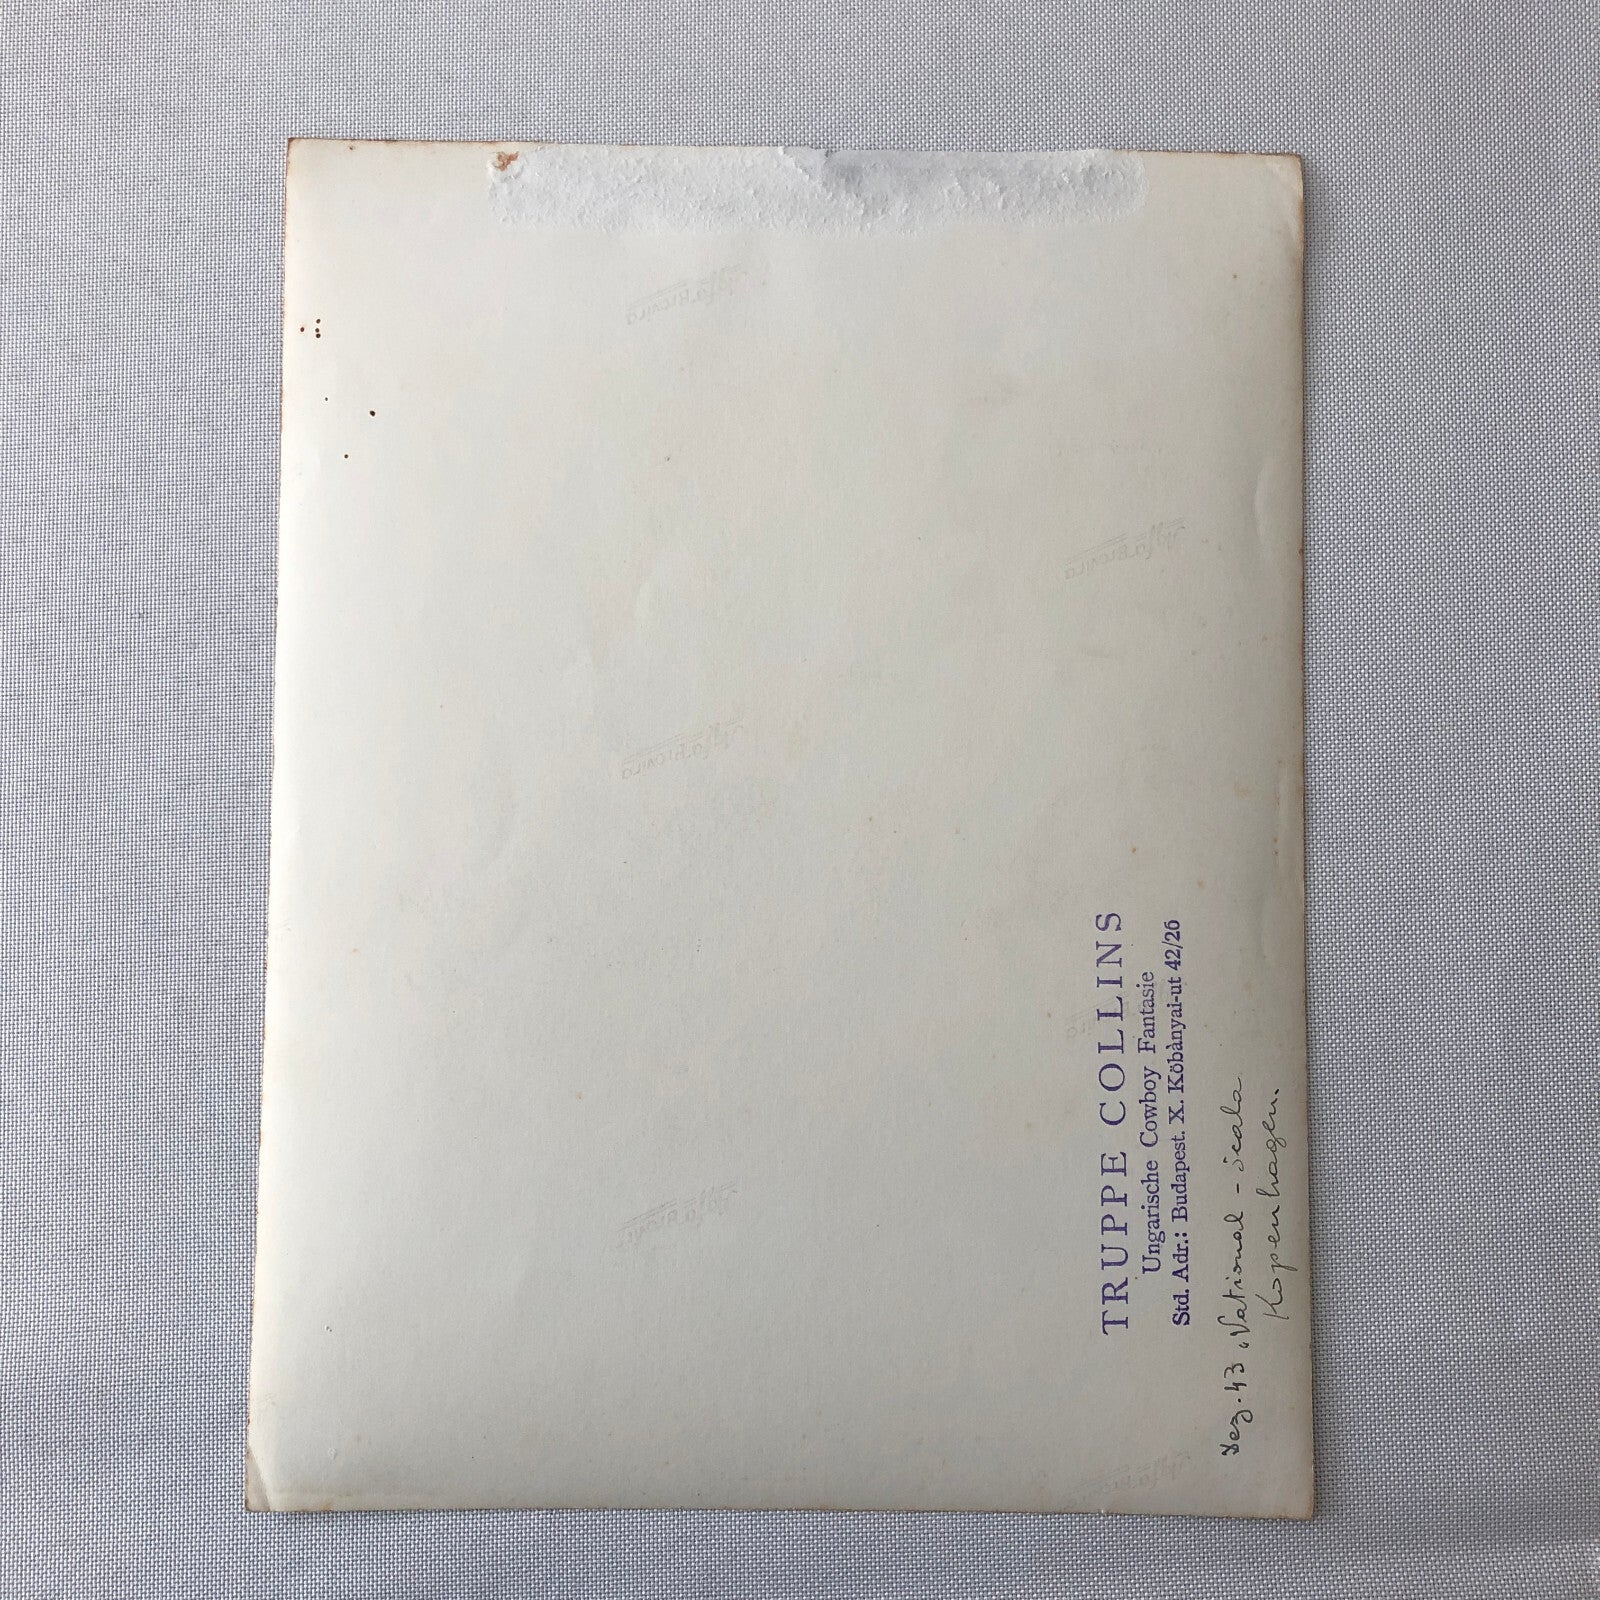 TRUPPE COLLINS
Ungarische Cowboy Fantasie
Std. Adr.: Budapest. X. Köbànyai-ut 42/26
Dez. 43. National - Scala
Kopenhagen.